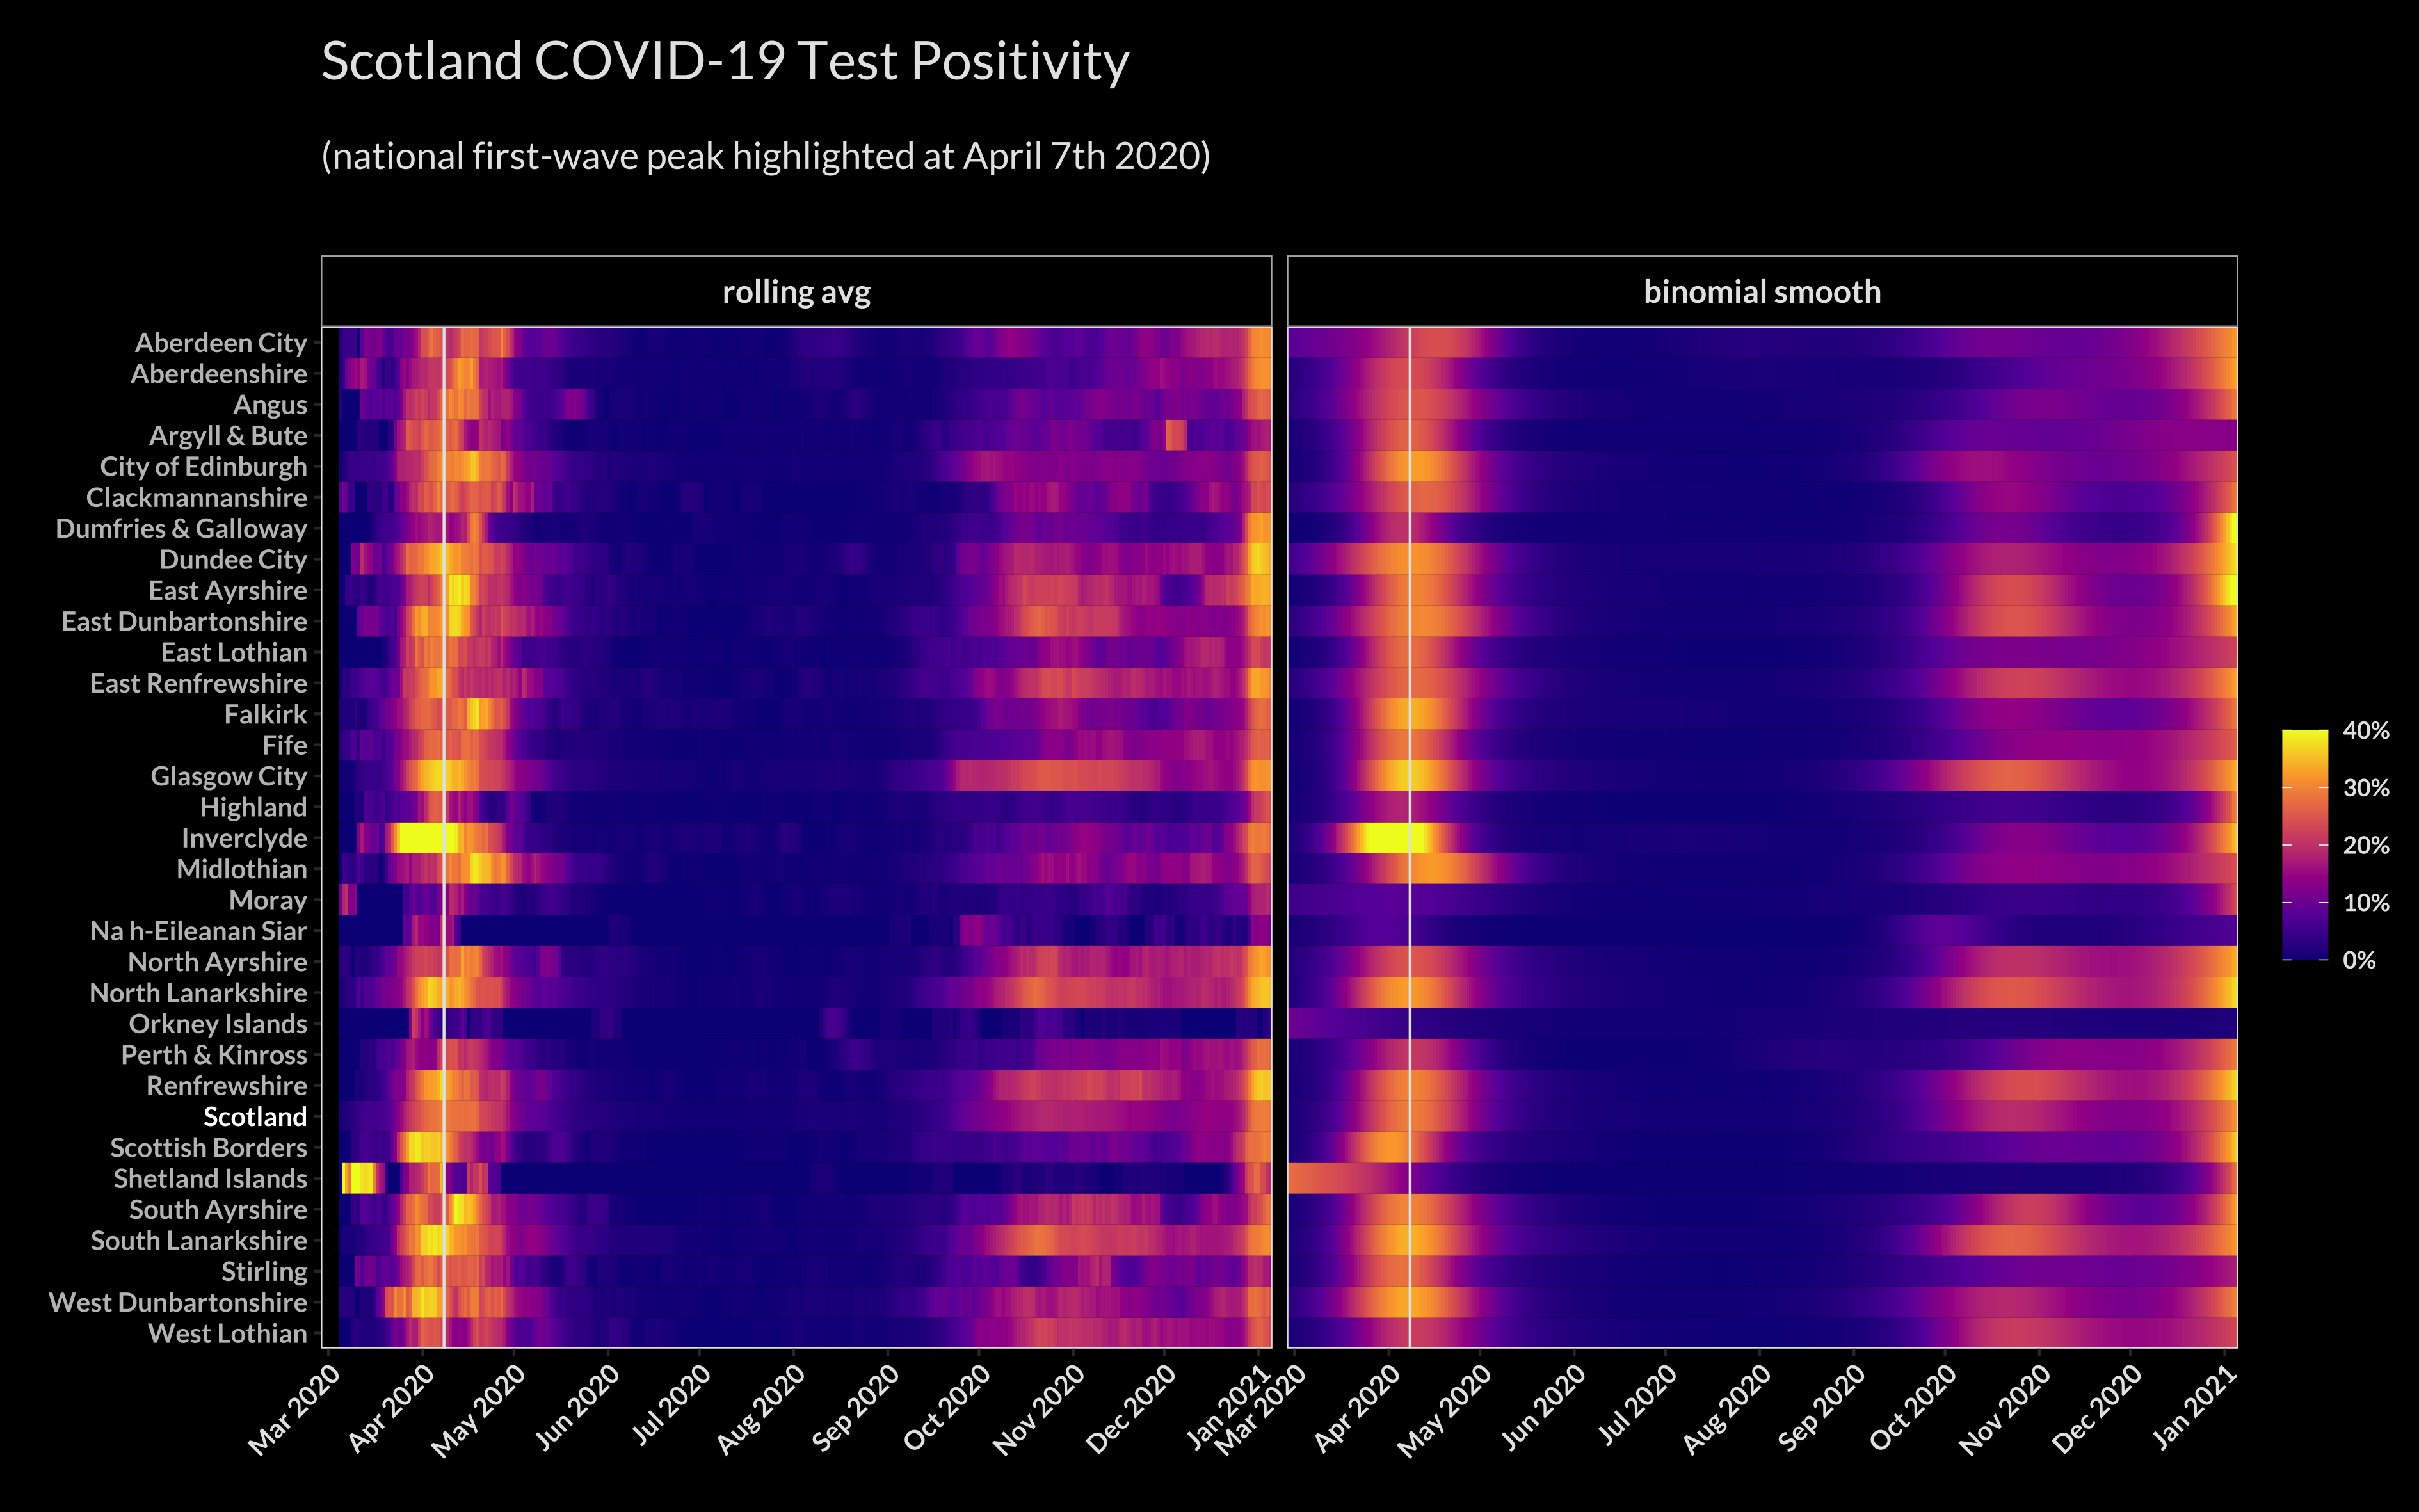 Scotland COVID-19 Test Positivity
(national first-wave peak highlighted at April 7th 2020)
rolling avg
binomial smooth
Aberdeen City
Aberdeenshire
Angus
Argyll & Bute
City of Edinburgh
Clackmannanshire
Dumfries & Galloway
Dundee City
East Ayrshire
East Dunbartonshire
East Lothian
East Renfrewshire
Falkirk
Fife
Glasgow City
Highland
Inverclyde
Midlothian
Moray
Na h-Eileanan Siar
North Ayrshire
North Lanarkshire
Orkney Islands
Perth & Kinross
Renfrewshire
Scotland
Scottish Borders
Shetland Islands
South Ayrshire
South Lanarkshire
Stirling
West Dunbartonshire
West Lothian
Mar 2020
Apr 2020
May 2020
Jun 2020
Jul 2020
Aug 2020
Sep 2020
Oct 2020
Nov 2020
Dec 2020
Jan 2021
Mar 2020
Apr 2020
May 2020
Jun 2020
Jul 2020
Aug 2020
Sep 2020
Oct 2020
Nov 2020
Dec 2020
Jan 2021
40%
30%
20%
10%
0%